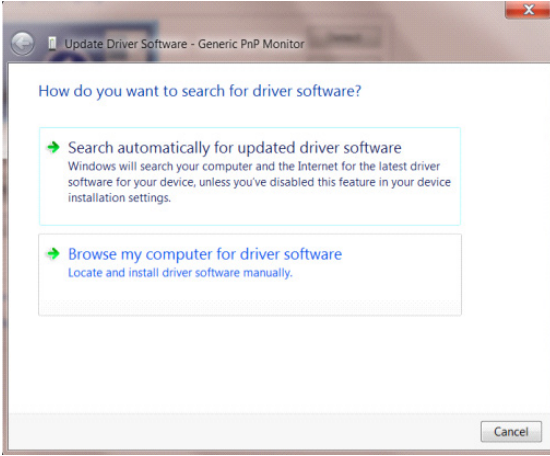 Update Driver Software - Generic PnP Monitor
How do you want to search for driver software?
Search automatically for updated driver software
Windows will search your computer and the Internet for the latest driver
software for your device, unless you've disabled this feature in your device
installation settings.
Browse my computer for driver software
Locate and install driver software manually.
Cancel